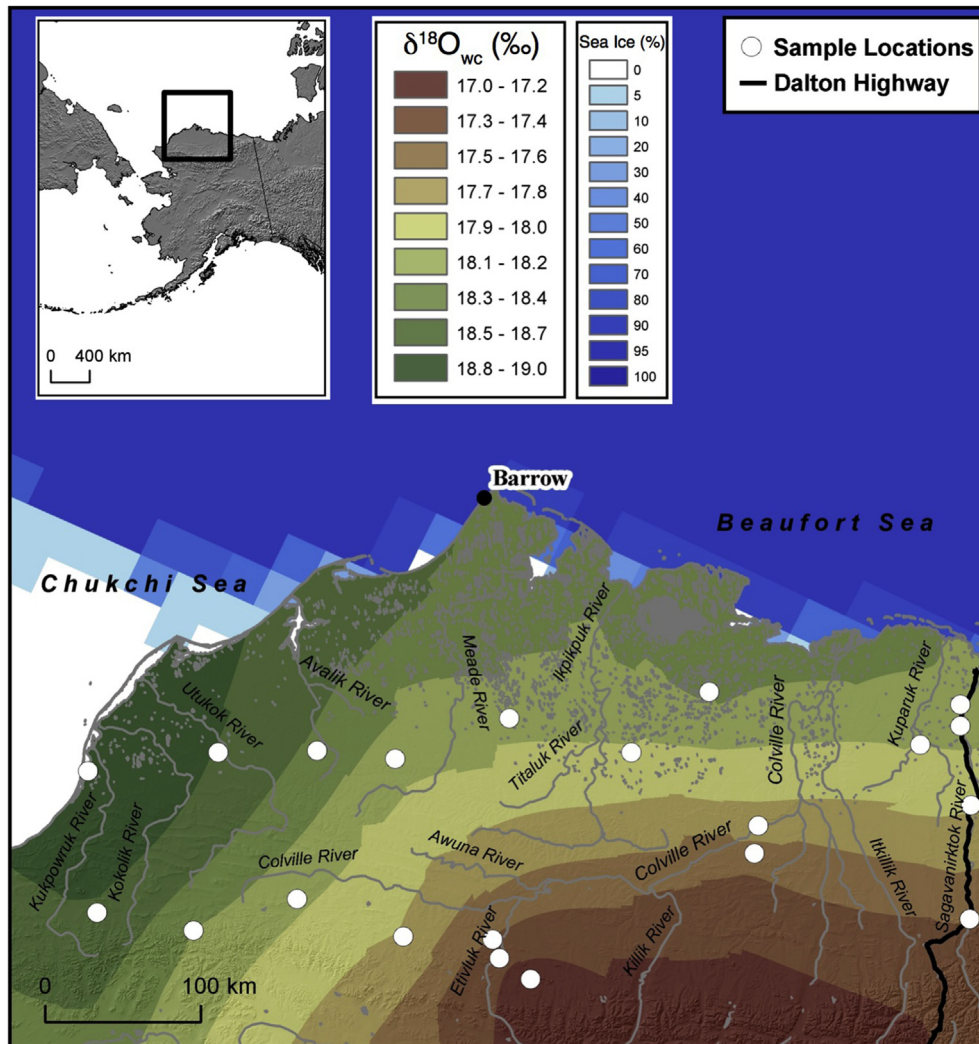 δ18Owc (‰)
17.0 - 17.2
17.3 - 17.4
17.5 - 17.6
17.7 - 17.8
17.9 - 18.0
18.1 - 18.2
18.3 - 18.4
18.5 - 18.7
18.8 - 19.0
Sea Ice (%)
0
5
10
20
30
40
50
60
70
80
90
95
100
Sample Locations
Dalton Highway
0 400 km
Barrow
Beaufort Sea
Chukchi Sea
Utukok River
Avalik River
Meade River
Ikpikpuk River
Titaluk River
Colville River
Kuparuk River
Kukpowruk River
Kokolik River
Colville River
Awuna River
Colville River
Itkillik River
Sagavanirktok River
Etivluk River
Killik River
0 100 km